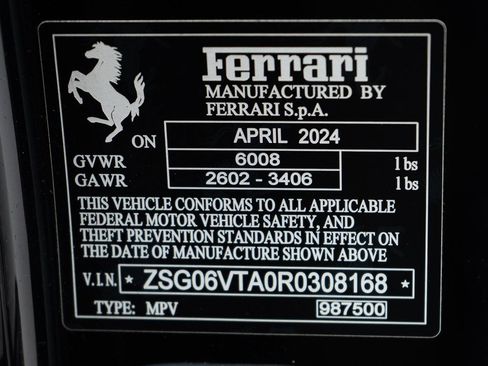 Ferrari
MANUFACTURED BY
FERRARI S.p.A.
ON APRIL 2024
GVWR 6008 lbs
GAWR 2602 - 3406 lbs
THIS VEHICLE CONFORMS TO ALL APPLICABLE
FEDERAL MOTOR VEHICLE SAFETY, AND
THEFT PREVENTION STANDARDS IN EFFECT ON
THE DATE OF MANUFACTURE SHOWN ABOVE
V.I.N. * ZSG06VTA0R0308168 *
TYPE: MPV 987500